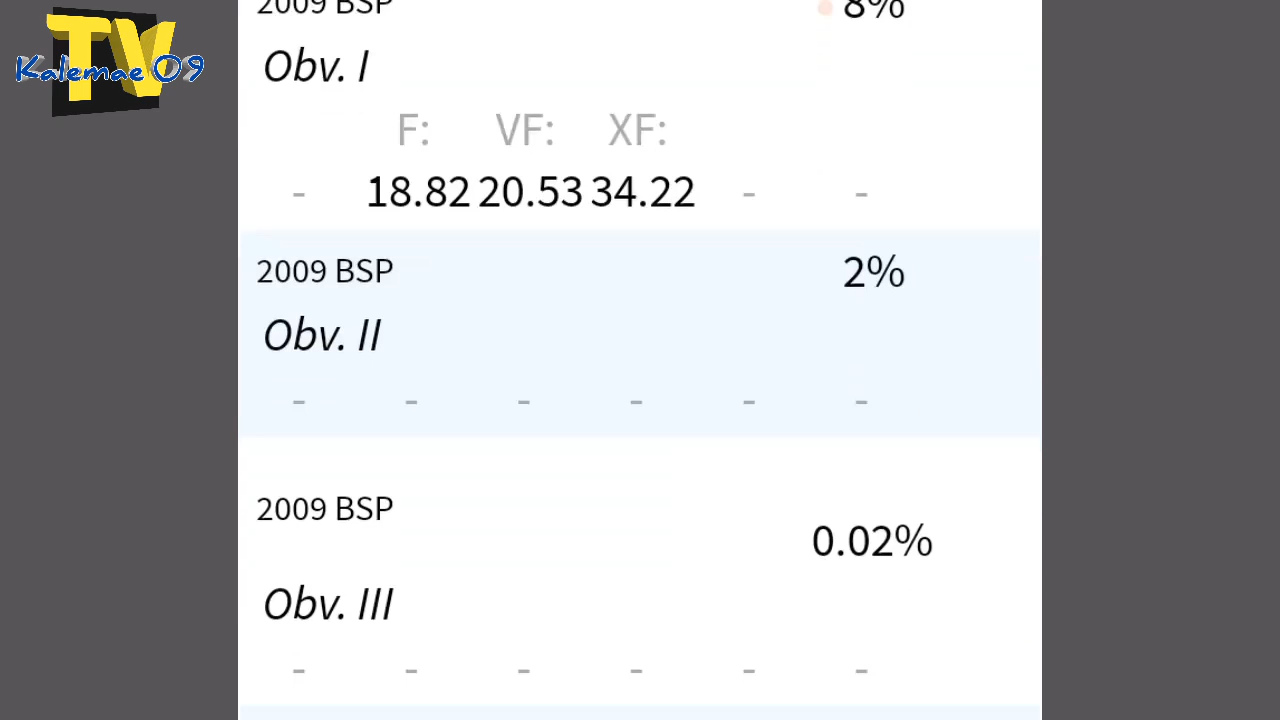 TV
Kalemae 09
2009 BSP 8%
Obv. I
F: VF: XF:
- 18.82 20.53 34.22 - -
2009 BSP 2%
Obv. II
- - - - - -
2009 BSP
0.02%
Obv. III
- - - - - -